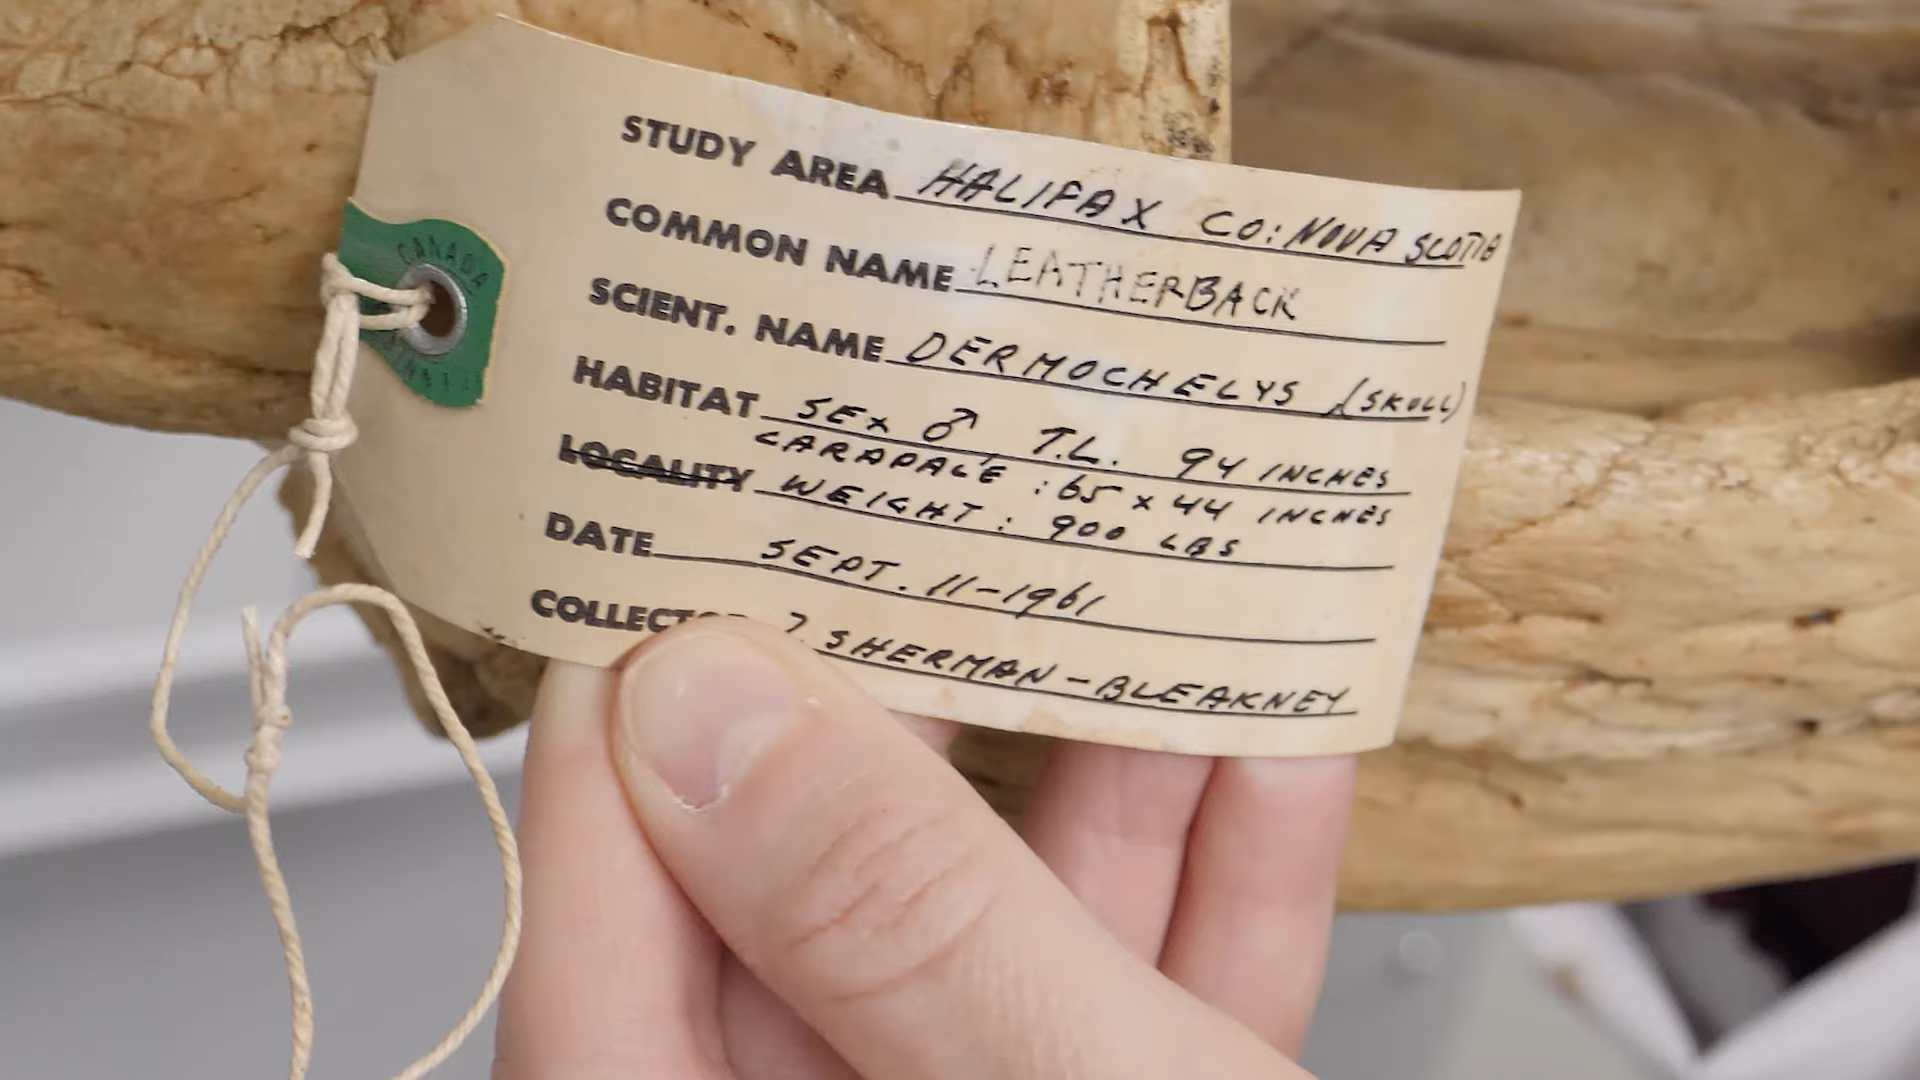 STUDY AREA HALIFAX CO: NOVA SCOTIA
COMMON NAME LEATHERBACK
SCIENT. NAME DERMOCHELYS (SKULL)
HABITAT SEX ♂ T.L. 94 INCHES
CARAPACE : 65 x 44 INCHES
LOCALITY WEIGHT : 900 LBS
DATE SEPT. 11-1961
SHERMAN - BLEAKNEY
CANADA